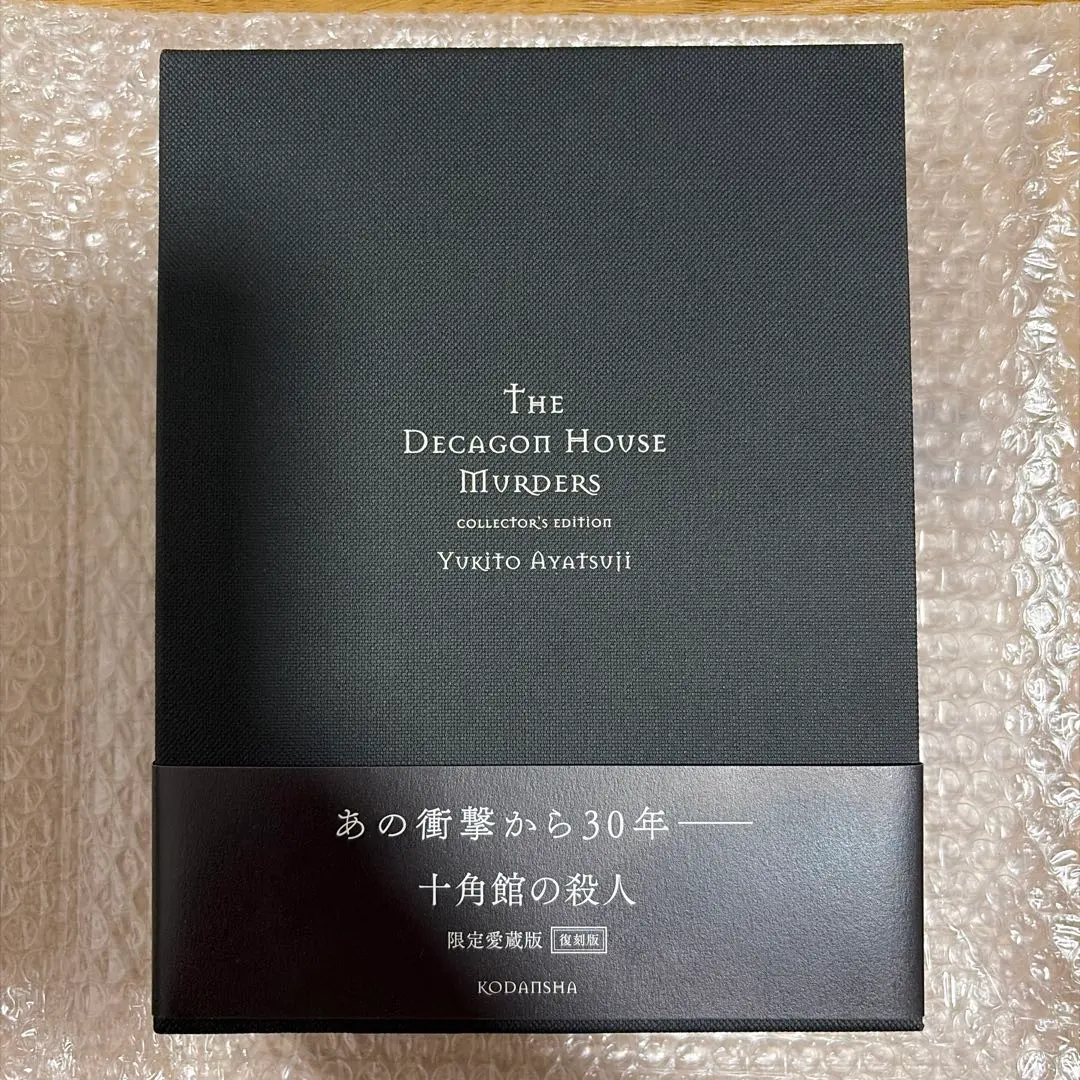 The
Decagon House
Murders
collector's edition
Yukito Ayatsuji
あの衝撃から30年――
十角館の殺人
限定愛蔵版 復刻版
KODANSHA